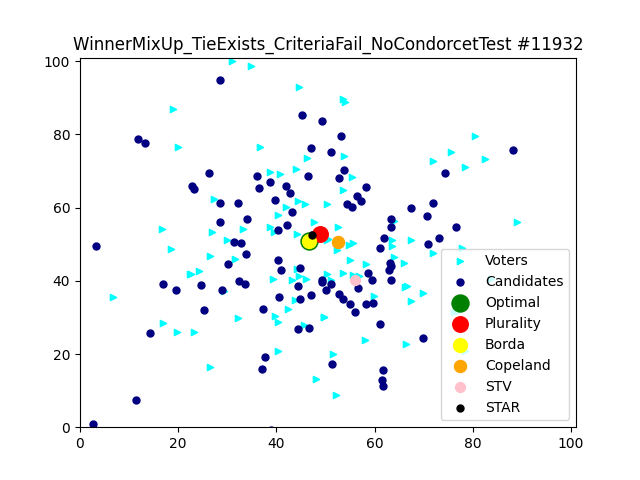 WinnerMixUp_TieExists_CriteriaFail_NoCondorcetTest #11932
100
80
60
40
20
0
0
20
40
60
80
100
Voters
Candidates
Optimal
Plurality
Borda
Copeland
STV
STAR